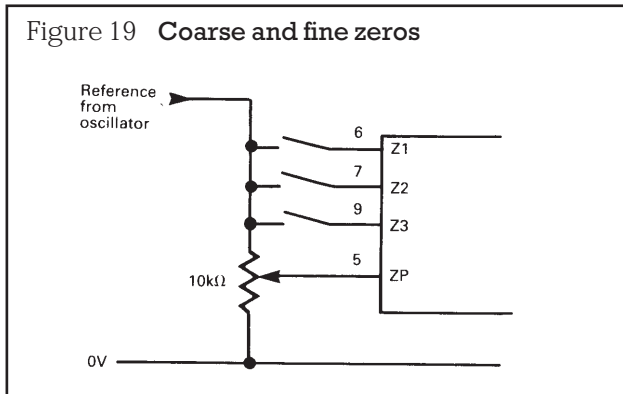 Figure 19 Coarse and fine zeros
Reference
from
oscillator
6
Z1
7
Z2
9
Z3
5
10kΩ
ZP
0V